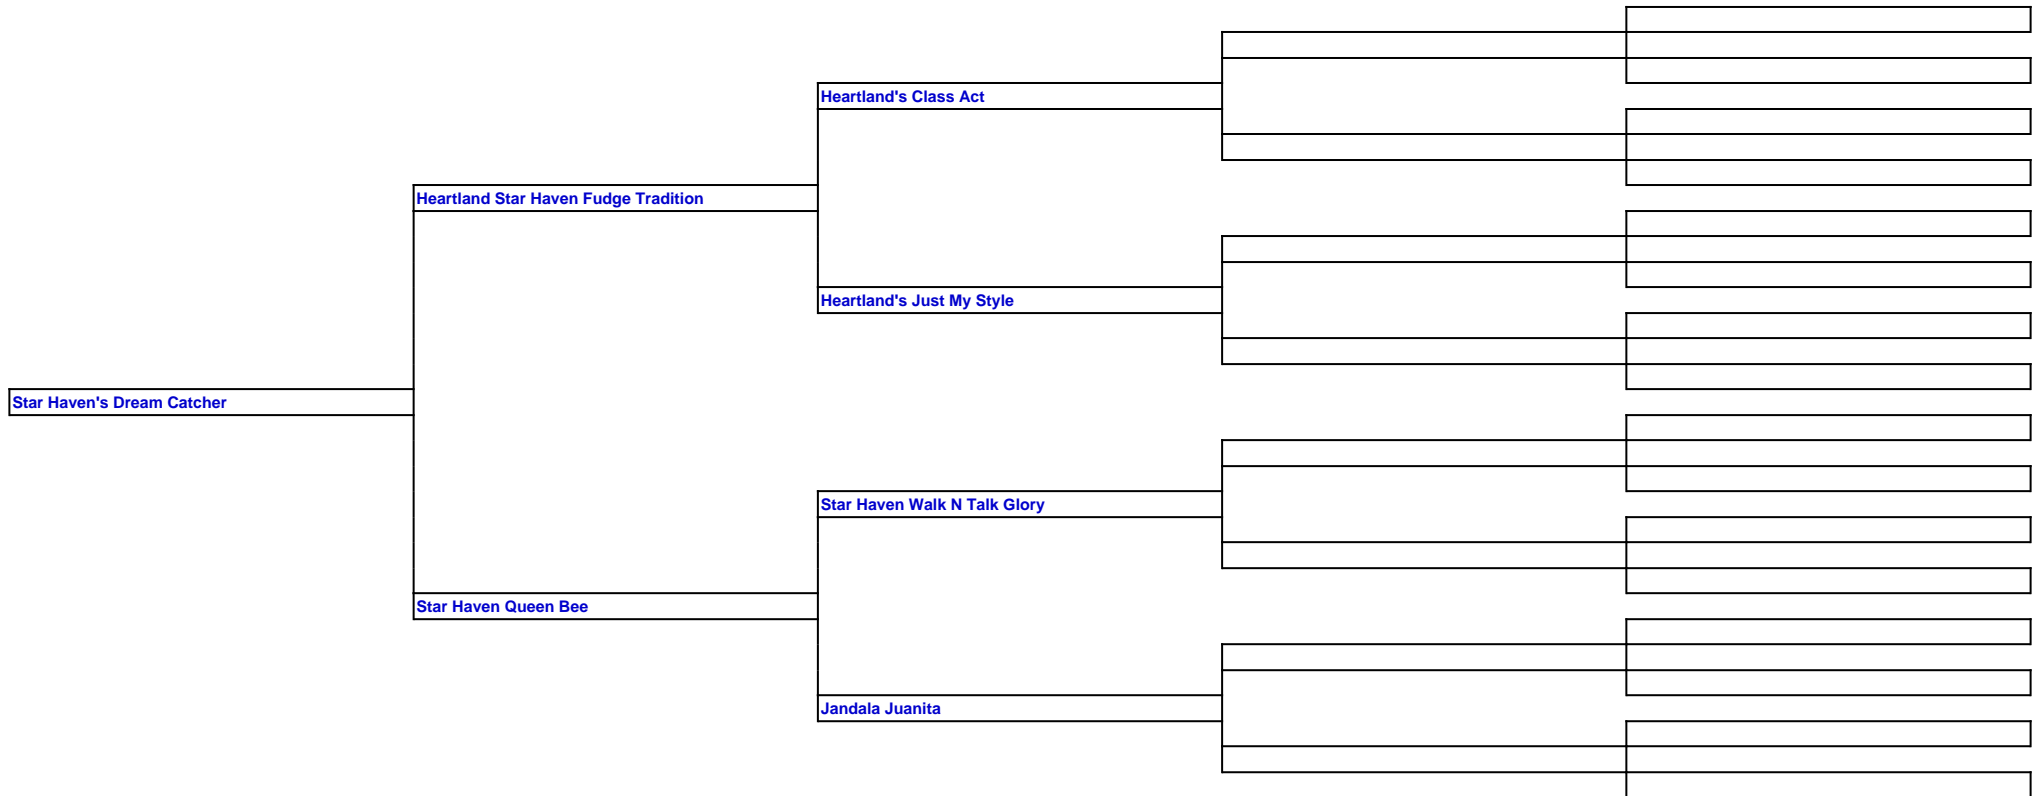 Heartland's Class Act
Heartland Star Haven Fudge Tradition
Heartland's Just My Style
Star Haven's Dream Catcher
Star Haven Walk N Talk Glory
Star Haven Queen Bee
Jandala Juanita